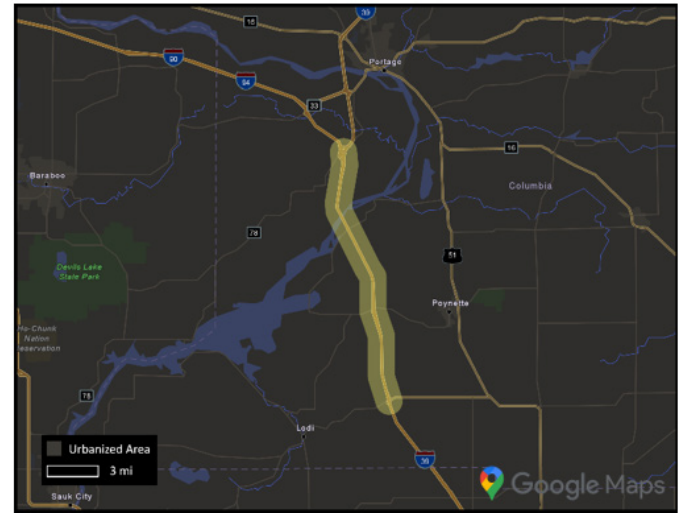 39
16
90
94
Portage
33
16
Baraboo
Columbia
78
51
Devils Lake
State Park
Poynette
Ho-Chunk
Nation
Reservation
78
Lodi
39
Urbanized Area
3 mi
Sauk City
Google Maps